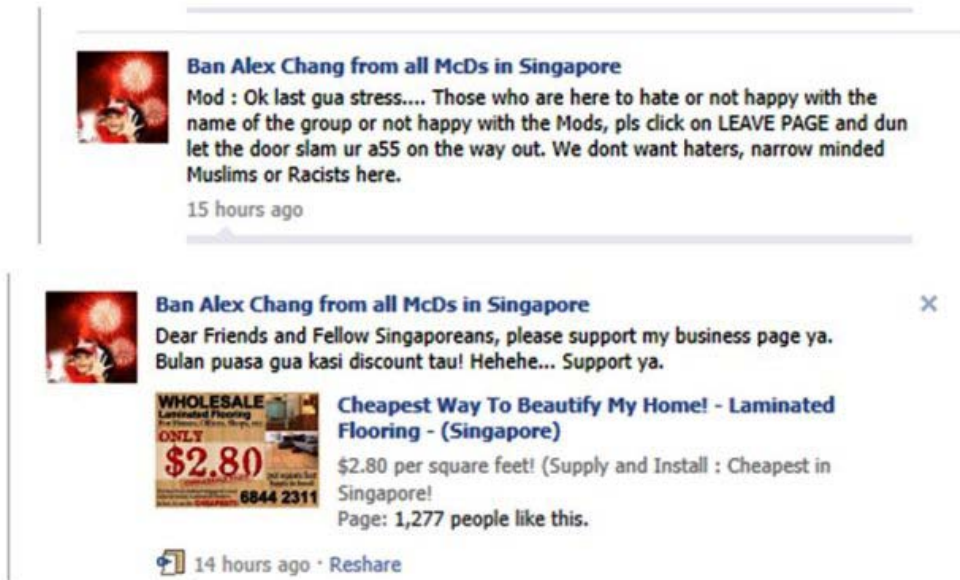 Ban Alex Chang from all McDs in Singapore
Mod : Ok last gua stress.... Those who are here to hate or not happy with the
name of the group or not happy with the Mods, pls click on LEAVE PAGE and dun
let the door slam ur a55 on the way out. We dont want haters, narrow minded
Muslims or Racists here.
15 hours ago
Ban Alex Chang from all McDs in Singapore
Dear Friends and Fellow Singaporeans, please support my business page ya.
Bulan puasa gua kasi discount tau! Hehehe... Support ya.
WHOLESALE
Laminated Flooring
ONLY
$2.80
6844 2311
Cheapest Way To Beautify My Home! - Laminated
Flooring - (Singapore)
$2.80 per square feet! (Supply and Install : Cheapest in
Singapore!
Page: 1,277 people like this.
14 hours ago · Reshare